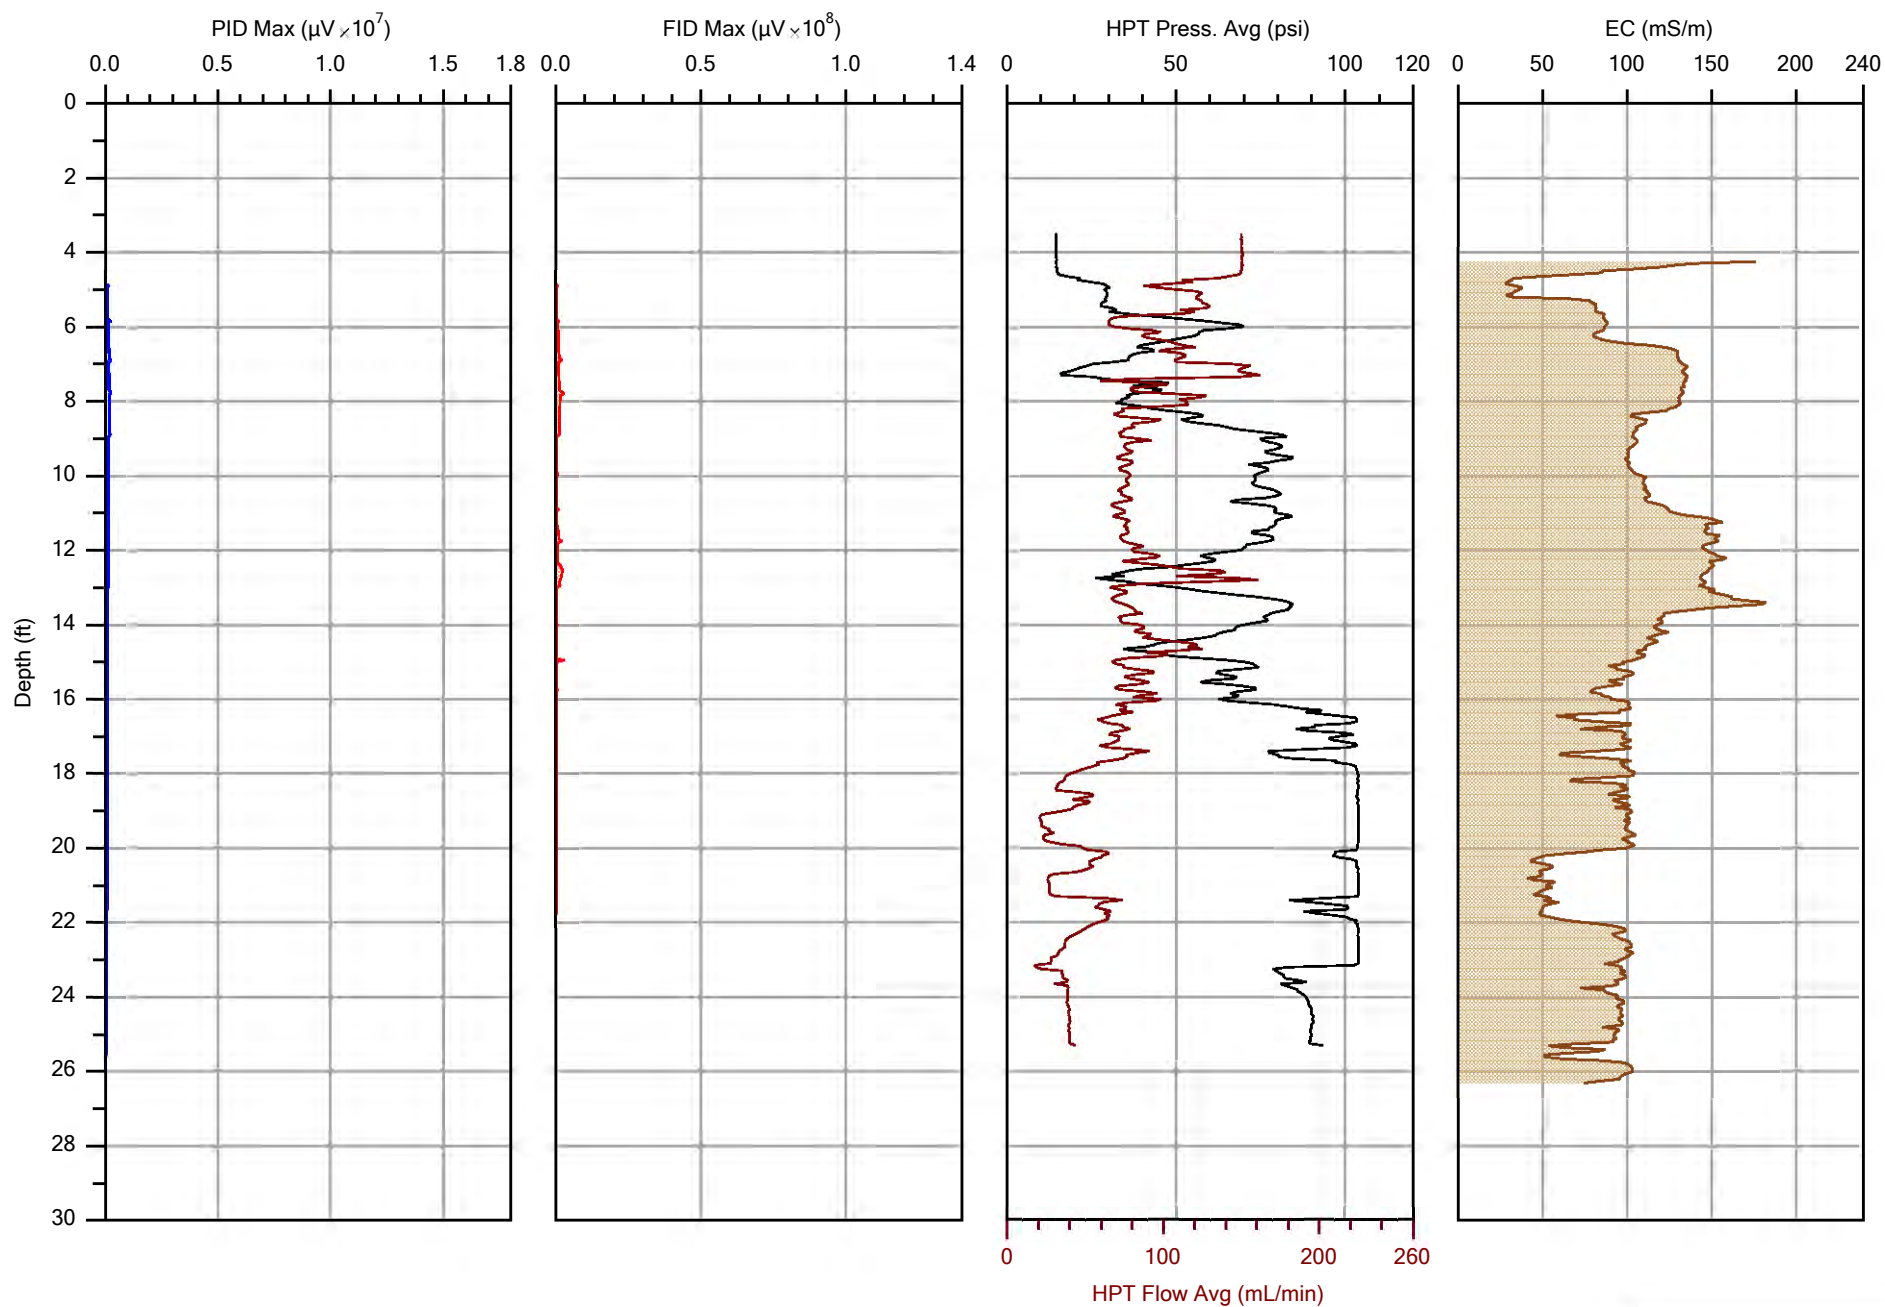 PID Max (µV ×10⁷)
FID Max (µV ×10⁸)
HPT Press. Avg (psi)
EC (mS/m)
0.0 0.5 1.0 1.5 1.8
0.0 0.5 1.0 1.4
0 50 100 120
0 50 100 150 200 240
0
2
4
6
8
10
12
14
16
18
20
22
24
26
28
30
Depth (ft)
0 100 200 260
HPT Flow Avg (mL/min)